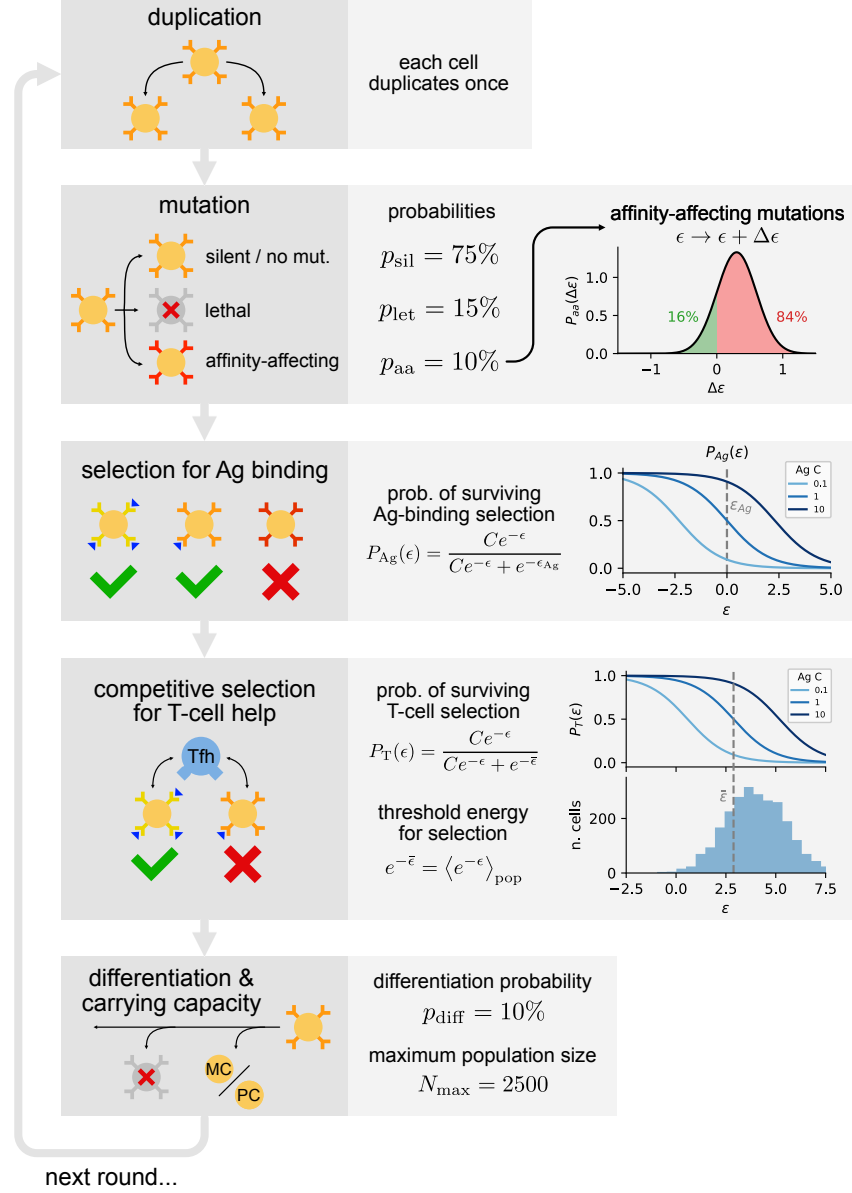 duplication
each cell
duplicates once
mutation
silent / no mut.
lethal
affinity-affecting
probabilities
p_sil = 75%
p_let = 15%
p_aa = 10%
affinity-affecting mutations
ϵ → ϵ + Δϵ
P_aa(Δε)
1.0
0.5
0.0
16%
84%
−1
0
1
Δε
selection for Ag binding
prob. of surviving
Ag-binding selection
P_Ag(ϵ) = Ce^{−ϵ} / (Ce^{−ϵ} + e^{−ϵ_Ag})
P_Ag(ε)
1.0
0.5
0.0
ε_Ag
Ag C
0.1
1
10
−5.0
−2.5
0.0
2.5
5.0
ε
competitive selection
for T-cell help
Tfh
prob. of surviving
T-cell selection
P_T(ϵ) = Ce^{−ϵ} / (Ce^{−ϵ} + e^{−ϵ̄})
threshold energy
for selection
e^{−ϵ̄} = ⟨e^{−ϵ}⟩_pop
P_T(ε)
1.0
0.5
0.0
Ag C
0.1
1
10
n. cells
200
0
ε̄
−2.5
0.0
2.5
5.0
7.5
ε
differentiation &
carrying capacity
MC
PC
differentiation probability
p_diff = 10%
maximum population size
N_max = 2500
next round...